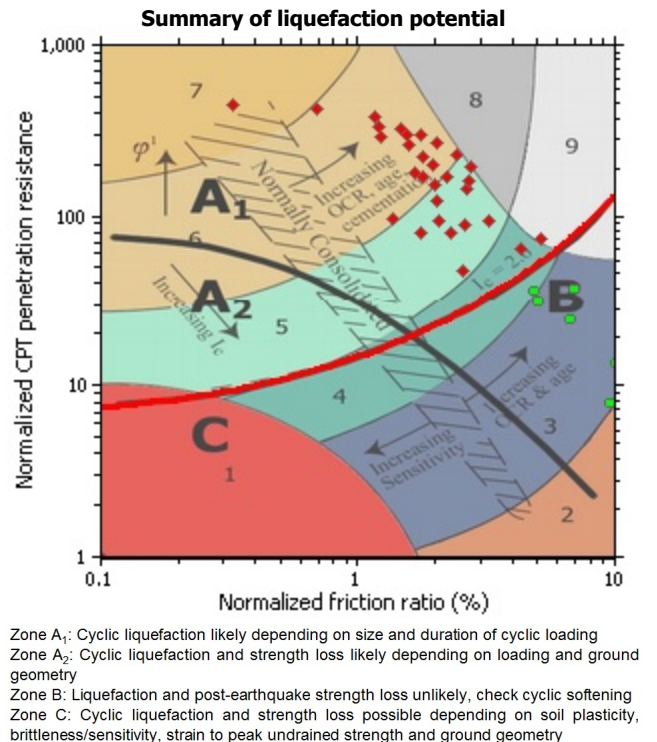 Summary of liquefaction potential
1,000
100
10
1
Normalized CPT penetration resistance
7
8
9
φ'
A1
Increasing
OCR, age,
cementation
Normally Consolidated
6
A2
Increasing Ic
5
Ic = 2.6
B
4
Increasing
OCR & age
3
Increasing
Sensitivity
C
1
2
0.1
1
10
Normalized friction ratio (%)
Zone A1: Cyclic liquefaction likely depending on size and duration of cyclic loading
Zone A2: Cyclic liquefaction and strength loss likely depending on loading and ground
geometry
Zone B: Liquefaction and post-earthquake strength loss unlikely, check cyclic softening
Zone C: Cyclic liquefaction and strength loss possible depending on soil plasticity,
brittleness/sensitivity, strain to peak undrained strength and ground geometry